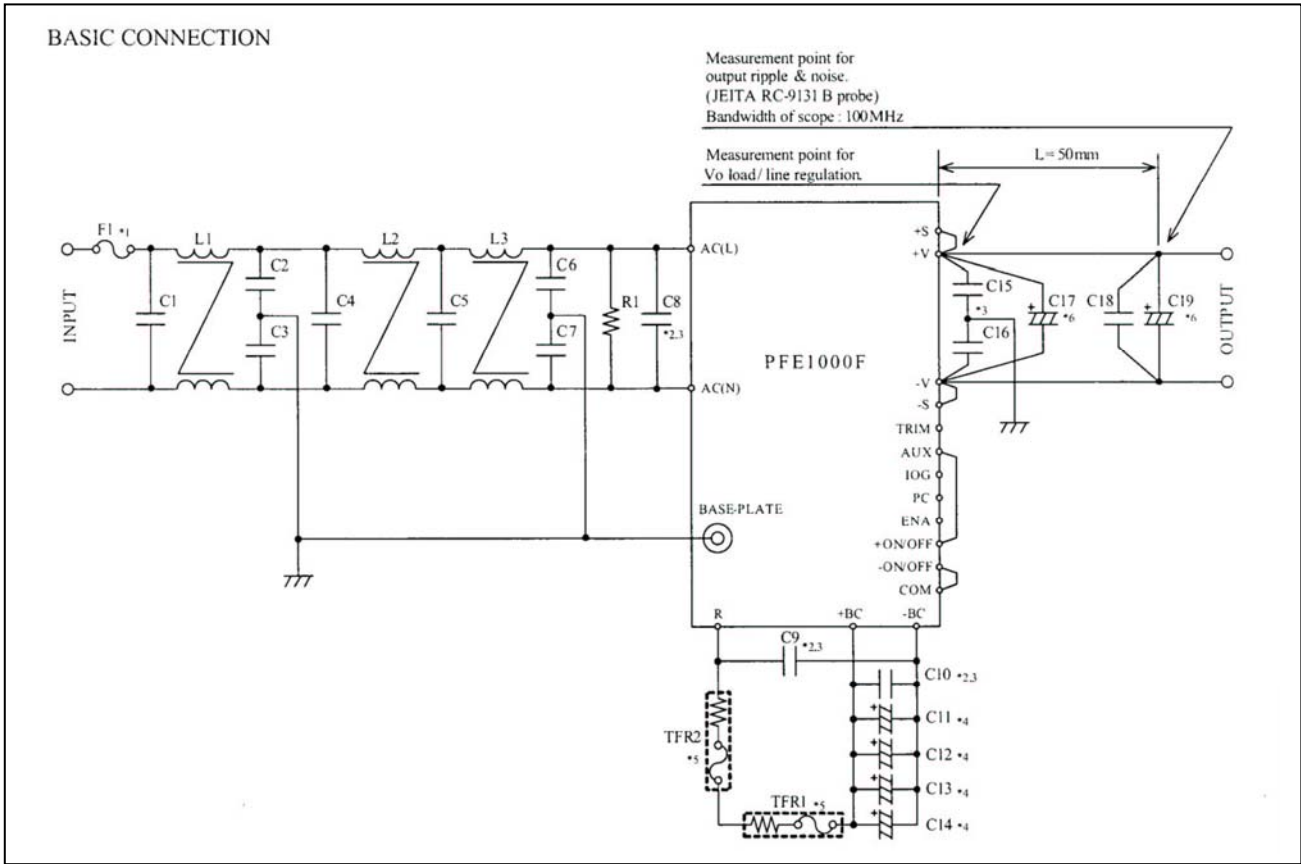 BASIC CONNECTION
Measurement point for
output ripple & noise.
(JEITA RC-9131 B probe)
Bandwidth of scope : 100MHz
Measurement point for
Vo load/ line regulation.
L=50mm
F1 *1
L1
L2
L3
C1
C2
C3
C4
C5
C6
C7
R1
C8
*2,3
INPUT
AC(L)
AC(N)
PFE1000F
BASE-PLATE
+S
+V
-V
-S
TRIM
AUX
IOG
PC
ENA
+ON/OFF
-ON/OFF
COM
C15
*3
C16
+
C17
*6
C18
+
C19
*6
OUTPUT
R
+BC
-BC
C9 *2,3
C10 *2,3
+
C11 *4
+
C12 *4
+
C13 *4
+
C14 *4
TFR2
*5
TFR1 *5